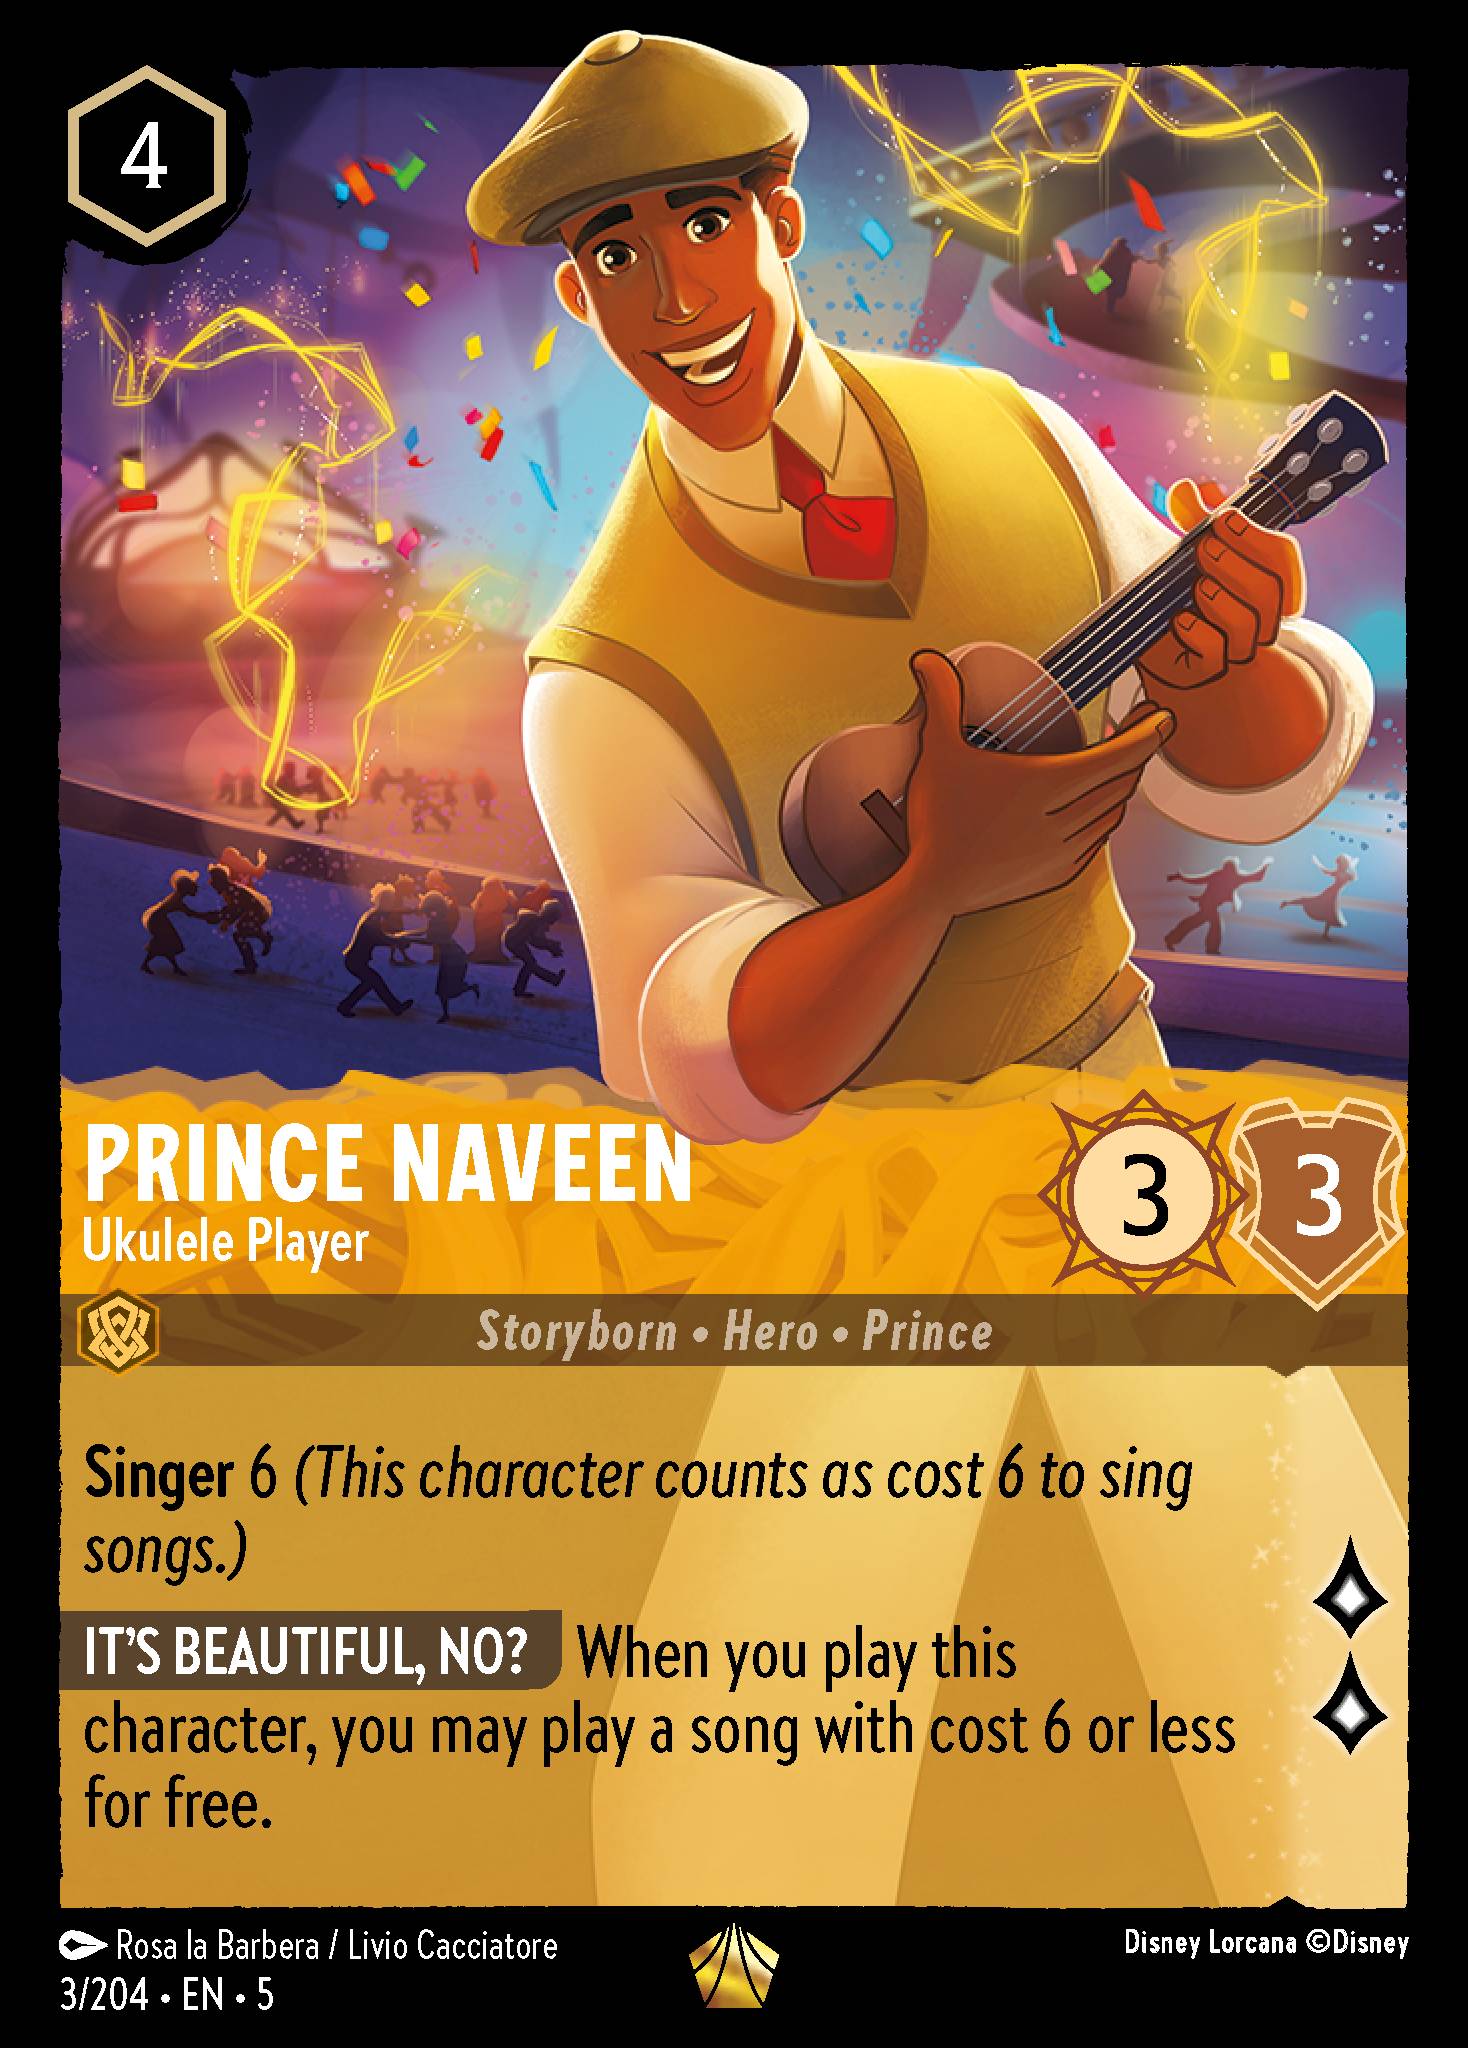 4
PRINCE NAVEEN
Ukulele Player
3
3
Storyborn • Hero • Prince
Singer 6 (This character counts as cost 6 to sing
songs.)
IT'S BEAUTIFUL, NO? When you play this
character, you may play a song with cost 6 or less
for free.
Rosa la Barbera / Livio Cacciatore
Disney Lorcana ©Disney
3/204 • EN • 5